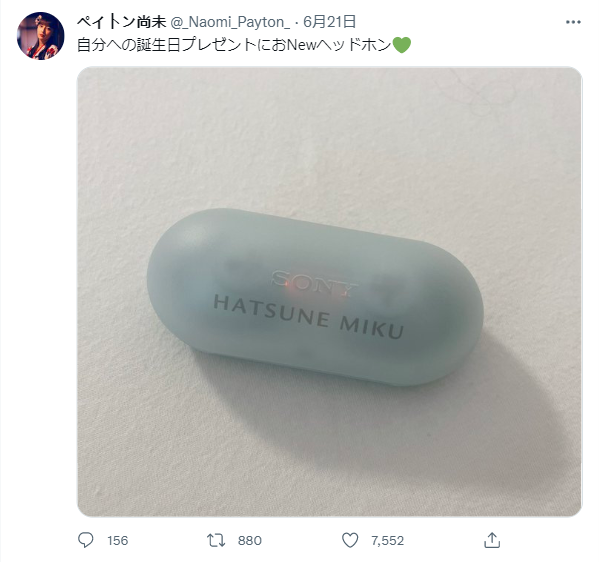 ペイトン尚未 @_Naomi_Payton_ · 6月21日
自分への誕生日プレゼントにおNewヘッドホン💚
SONY
HATSUNE MIKU
156 880 7,552